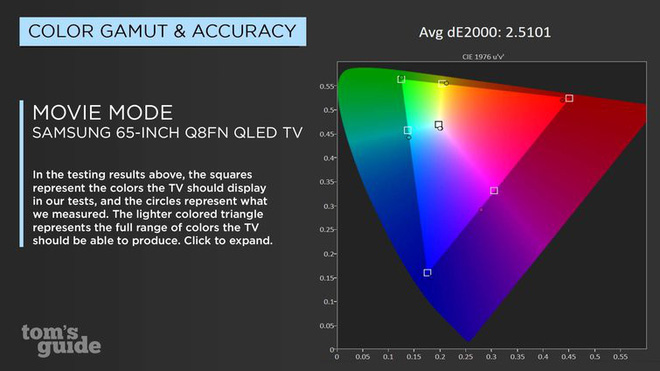 COLOR GAMUT & ACCURACY
MOVIE MODE
SAMSUNG 65-INCH Q8FN QLED TV
In the testing results above, the squares
represent the colors the TV should display
in our tests, and the circles represent what
we measured. The lighter colored triangle
represents the full range of colors the TV
should be able to produce. Click to expand.
tom's
guide
Avg dE2000: 2.5101
CIE 1976 u'v'
0.55
0.5
0.45
0.4
0.35
0.3
0.25
0.2
0.15
0.1
0.05
0
0 0.05 0.1 0.15 0.2 0.25 0.3 0.35 0.4 0.45 0.5 0.55